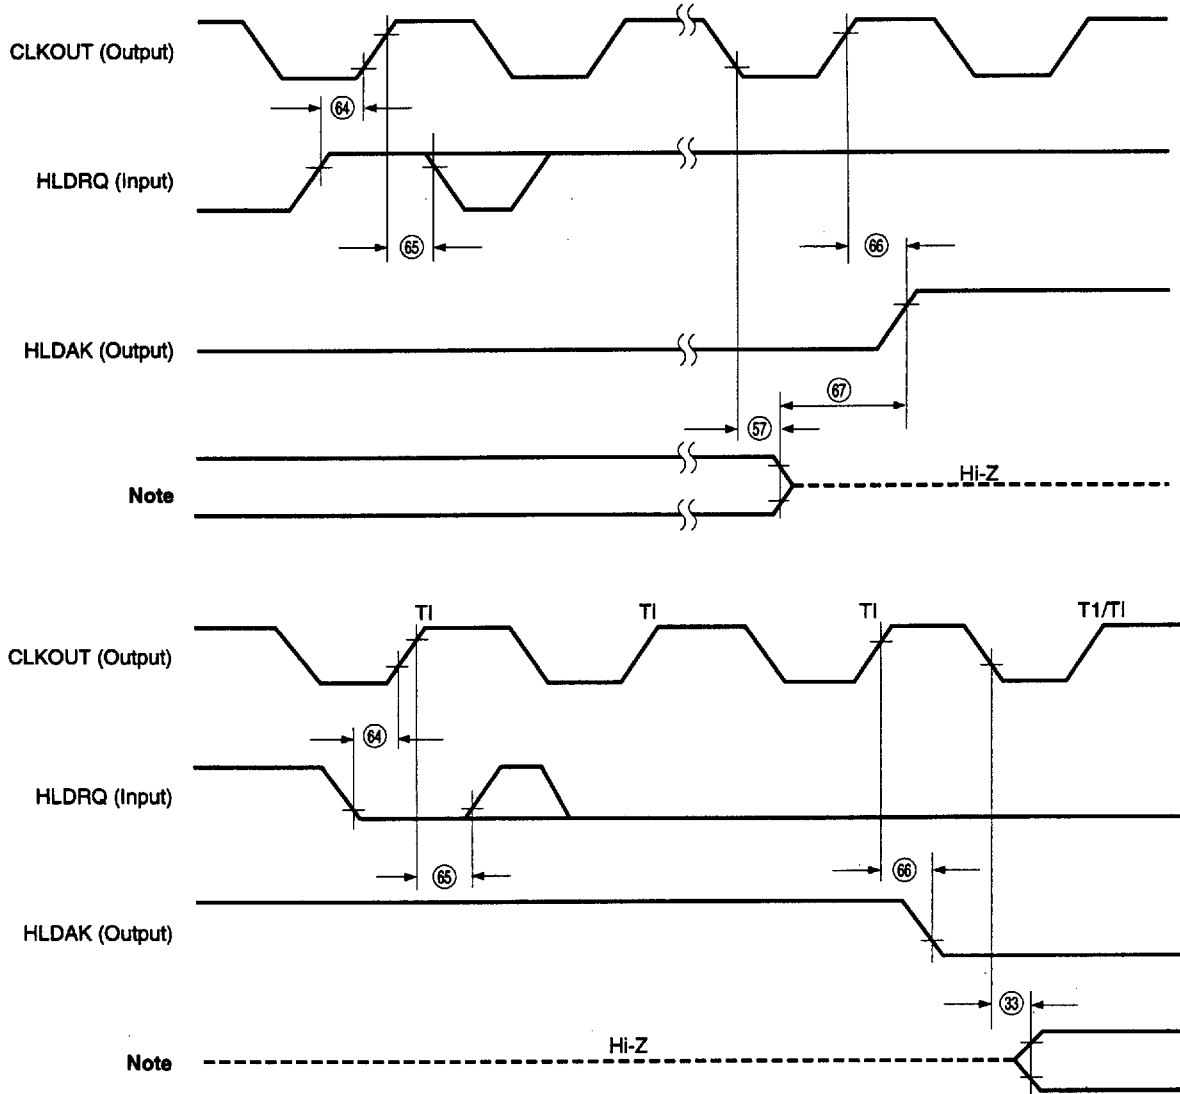 CLKOUT (Output)
64
HLDRQ (Input)
65
66
HLDAK (Output)
67
57
Hi-Z
Note
TI TI TI T1/TI
CLKOUT (Output)
64
HLDRQ (Input)
65
66
HLDAK (Output)
33
Hi-Z
Note